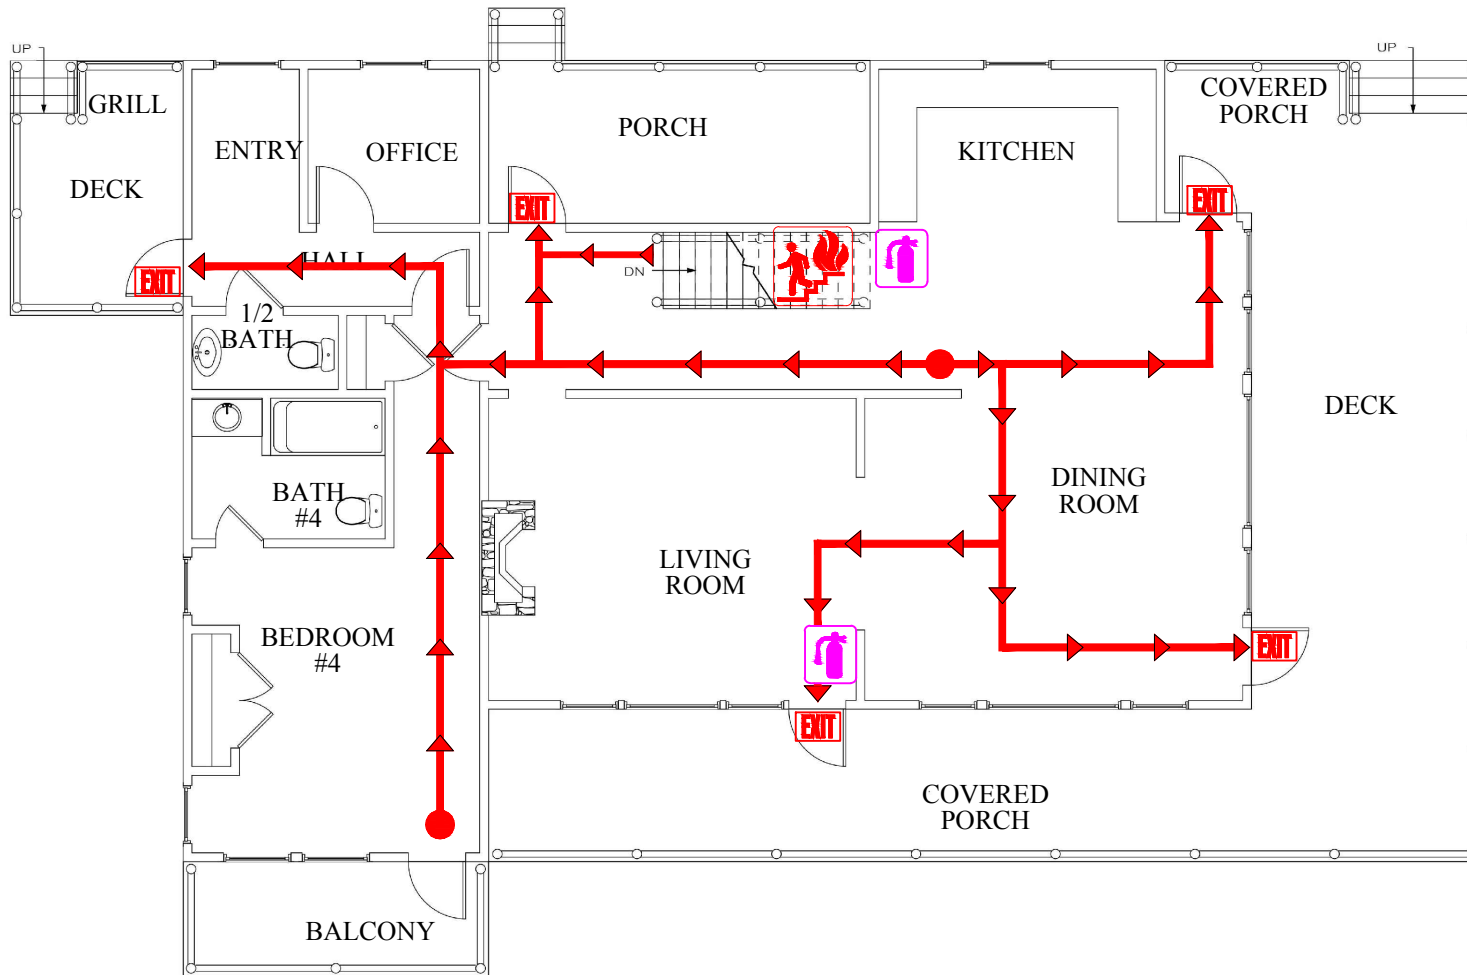 UP
UP
GRILL
COVERED
PORCH
PORCH
ENTRY
OFFICE
KITCHEN
DECK
EXIT
EXIT
HALL
EXIT
DN
1/2
BATH
DECK
BATH
#4
DINING
ROOM
LIVING
ROOM
BEDROOM
#4
EXIT
EXIT
COVERED
PORCH
BALCONY